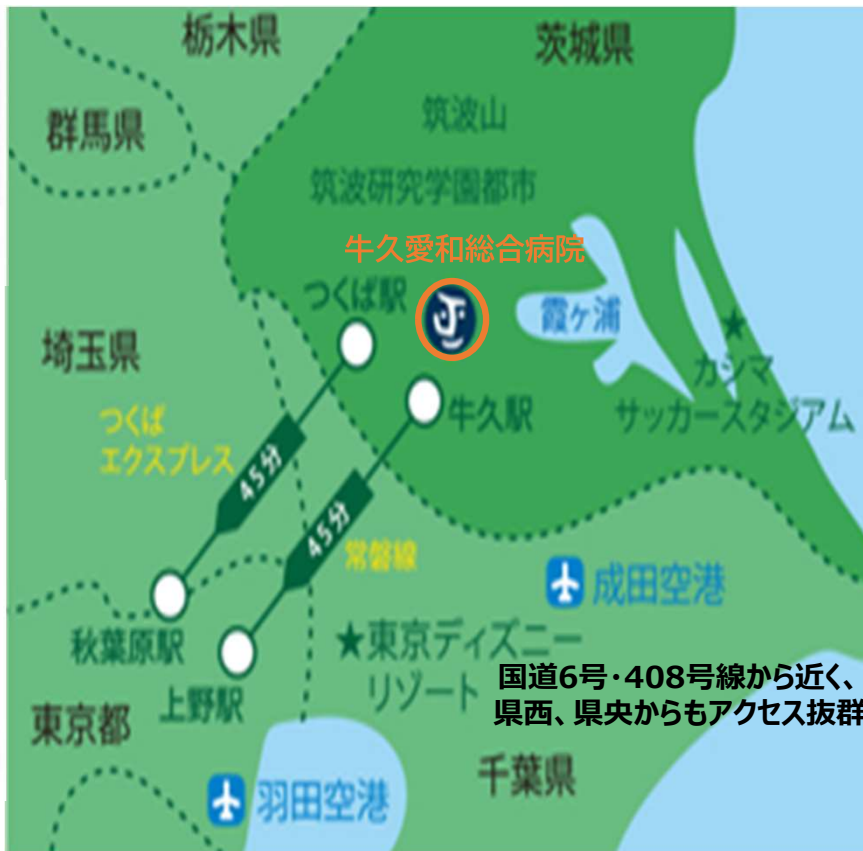 栃木県
茨城県
群馬県
筑波山
筑波研究学園都市
牛久愛和総合病院
つくば駅
霞ヶ浦
埼玉県
カシマ
サッカースタジアム
牛久駅
つくば
エクスプレス
45分
45分
常磐線
成田空港
秋葉原駅
★東京ディズニー
リゾート
上野駅
国道6号・408号線から近く、
県西、県央からもアクセス抜群
東京都
千葉県
羽田空港